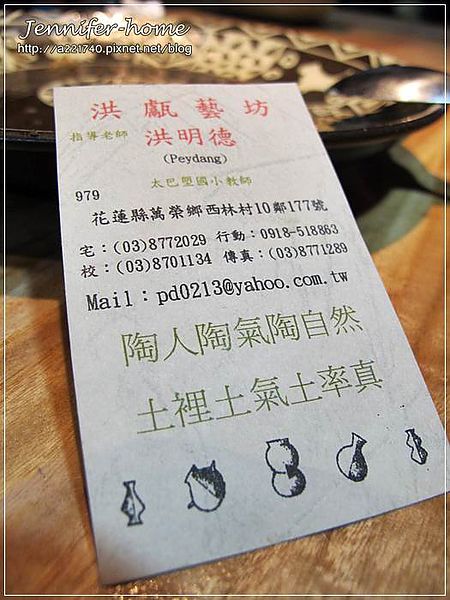 Jennifer-home
http://a221740.pixnet.net/blog
洪甗藝坊
指導老師 洪明德
(Peydang)
太巴塱國小教師
979
花蓮縣萬榮鄉西林村10鄰177號
宅：(03)8772029 行動：0918-518863
校：(03)8701134 傳真：(03)8771289
Mail：pd0213@yahoo.com.tw
陶人陶氣陶自然
土裡土氣土率真